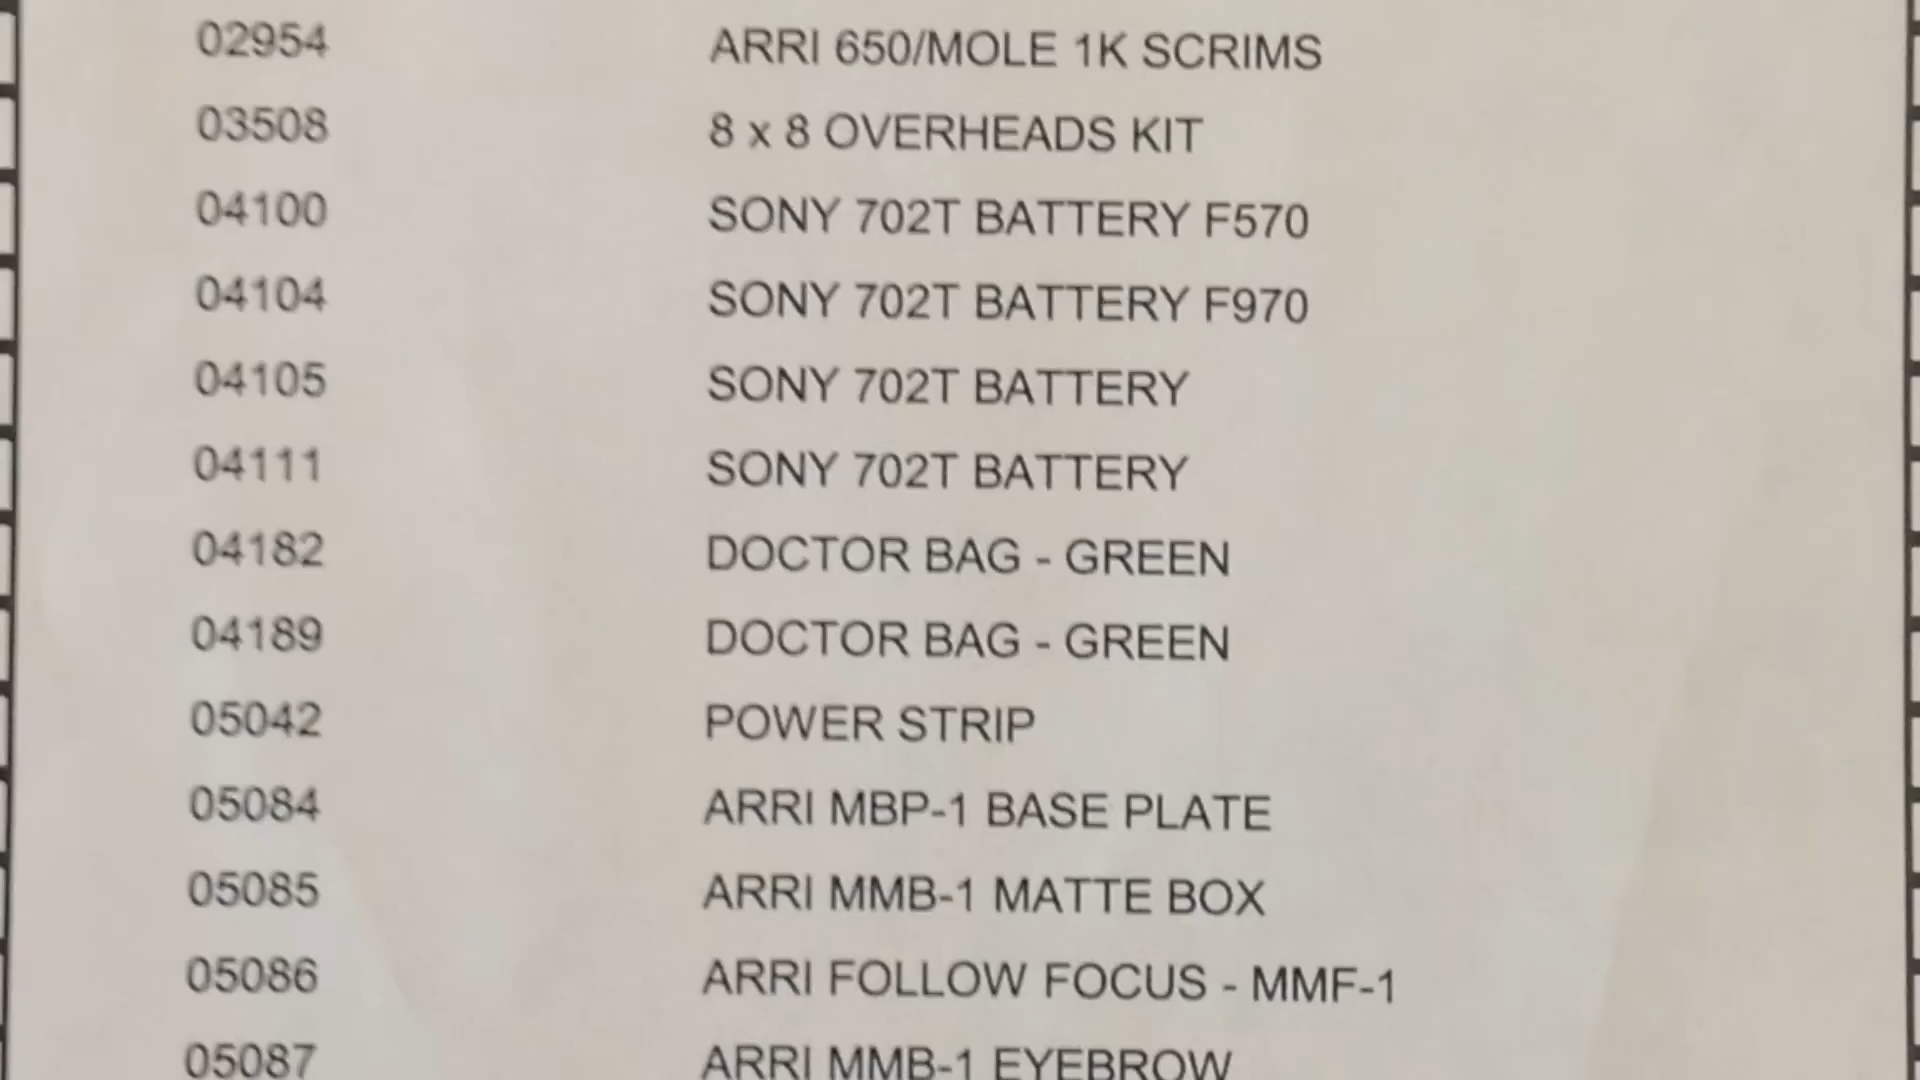 02954 ARRI 650/MOLE 1K SCRIMS
03508 8 x 8 OVERHEADS KIT
04100 SONY 702T BATTERY F570
04104 SONY 702T BATTERY F970
04105 SONY 702T BATTERY
04111 SONY 702T BATTERY
04182 DOCTOR BAG - GREEN
04189 DOCTOR BAG - GREEN
05042 POWER STRIP
05084 ARRI MBP-1 BASE PLATE
05085 ARRI MMB-1 MATTE BOX
05086 ARRI FOLLOW FOCUS - MMF-1
05087 ARRI MMB-1 EYEBROW